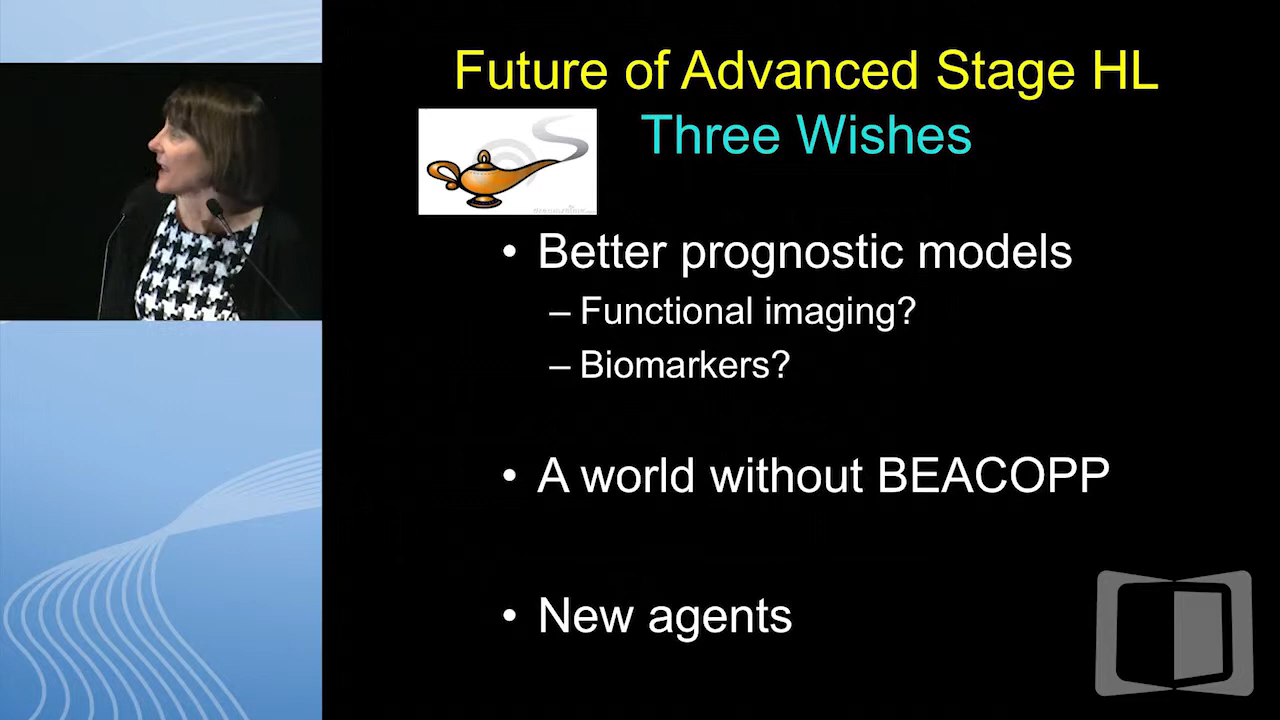 Future of Advanced Stage HL
Three Wishes
• Better prognostic models
– Functional imaging?
– Biomarkers?
• A world without BEACOPP
• New agents